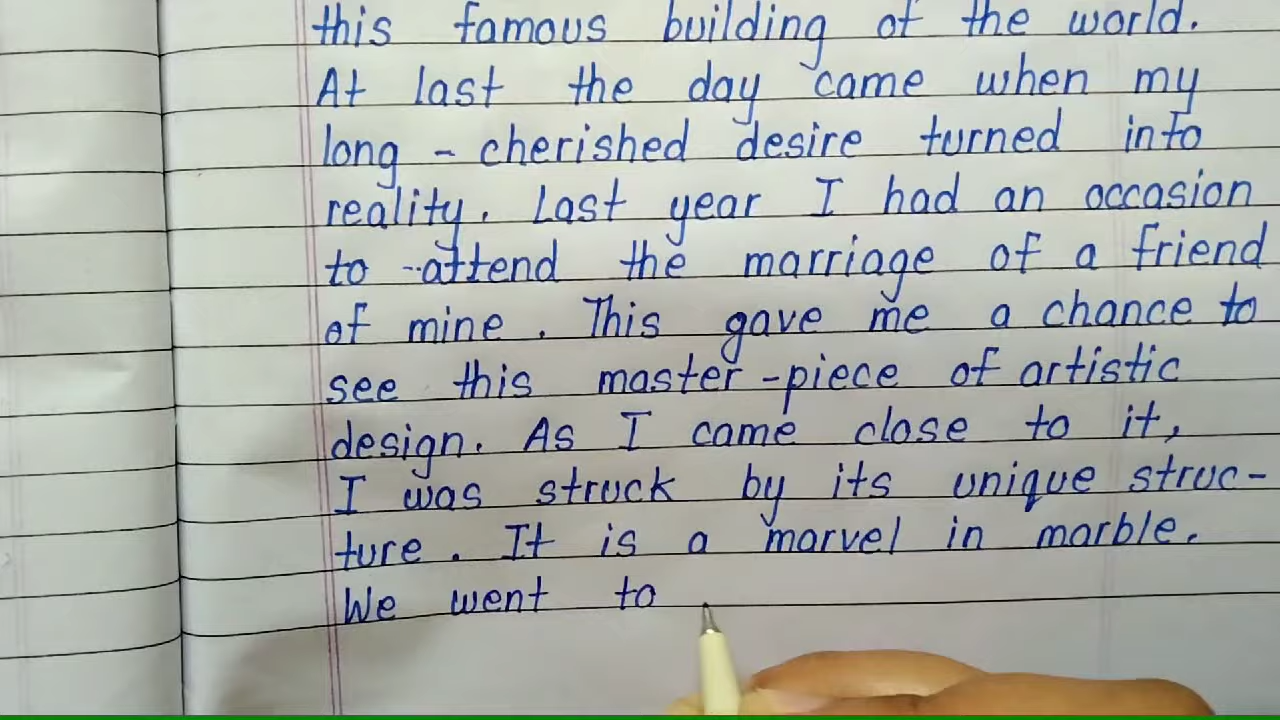 this famous building of the world.
At last the day came when my
long - cherished desire turned into
reality. Last year I had an occasion
to attend the marriage of a friend
of mine. This gave me a chance to
see this master-piece of artistic
design. As I came close to it,
I was struck by its unique struc-
ture. It is a marvel in marble.
We went to